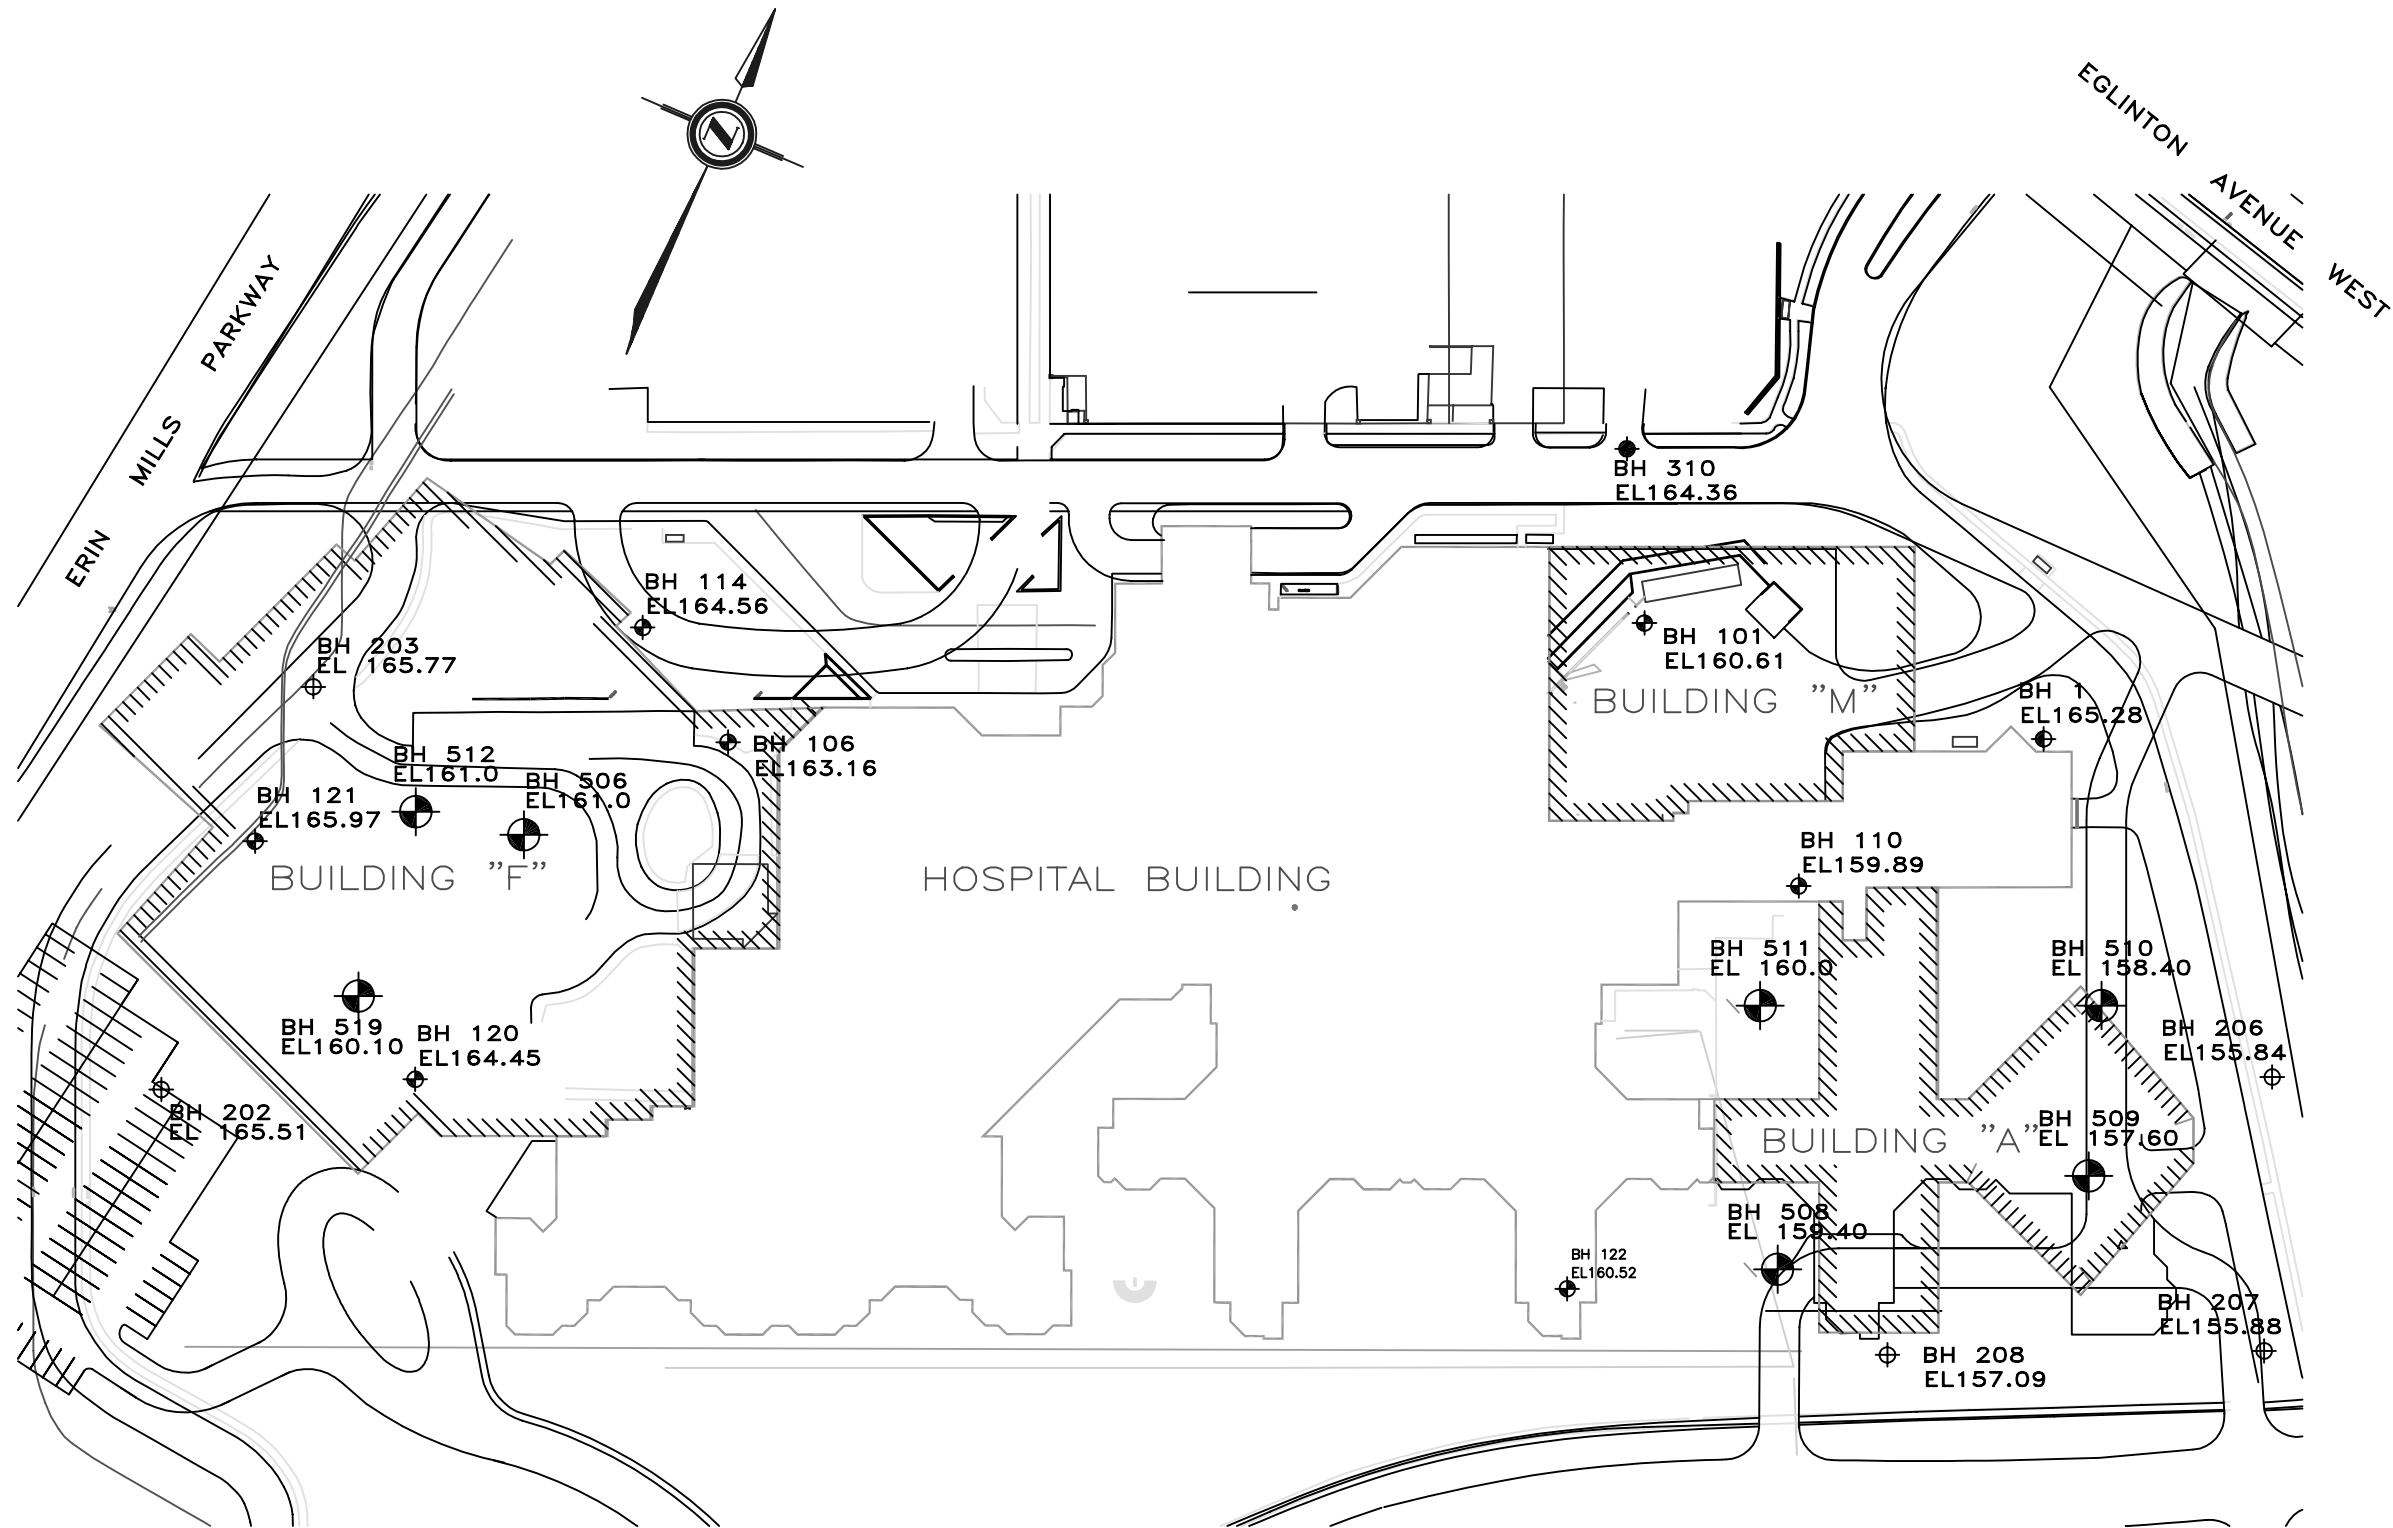 EGLINTON AVENUE WEST
N
ERIN MILLS PARKWAY
BH 310
EL164.36
BH 114
EL164.56
BH 203
EL 165.77
BH 101
EL160.61
BUILDING "M"
BH 1
EL165.28
BH 106
EL163.16
BH 512
EL161.0
BH 506
EL161.0
BH 121
EL165.97
BUILDING "F"
HOSPITAL BUILDING
BH 110
EL159.89
BH 511
EL 160.0
BH 510
EL 158.40
BH 519
EL160.10
BH 120
EL164.45
BH 206
EL155.84
BH 202
EL 165.51
BUILDING "A"
BH 509
EL 157.60
BH 508
EL 159.40
BH 122
EL160.52
BH 207
EL155.88
BH 208
EL157.09